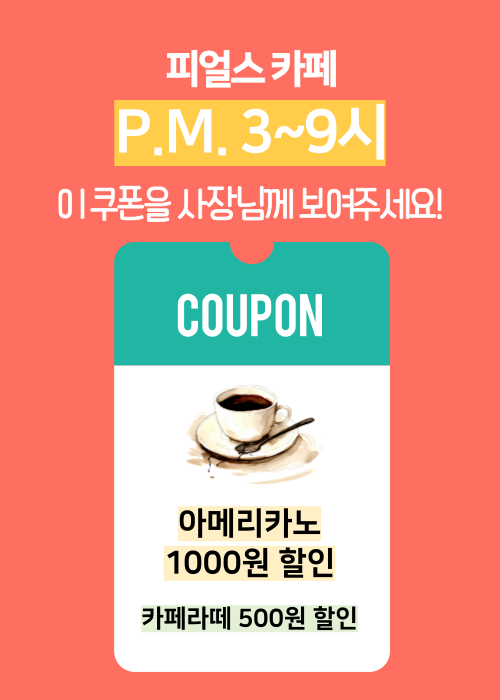 피얼스 카페
P.M. 3~9시
이 쿠폰을 사장님께 보여주세요!
COUPON
아메리카노
1000원 할인
카페라떼 500원 할인